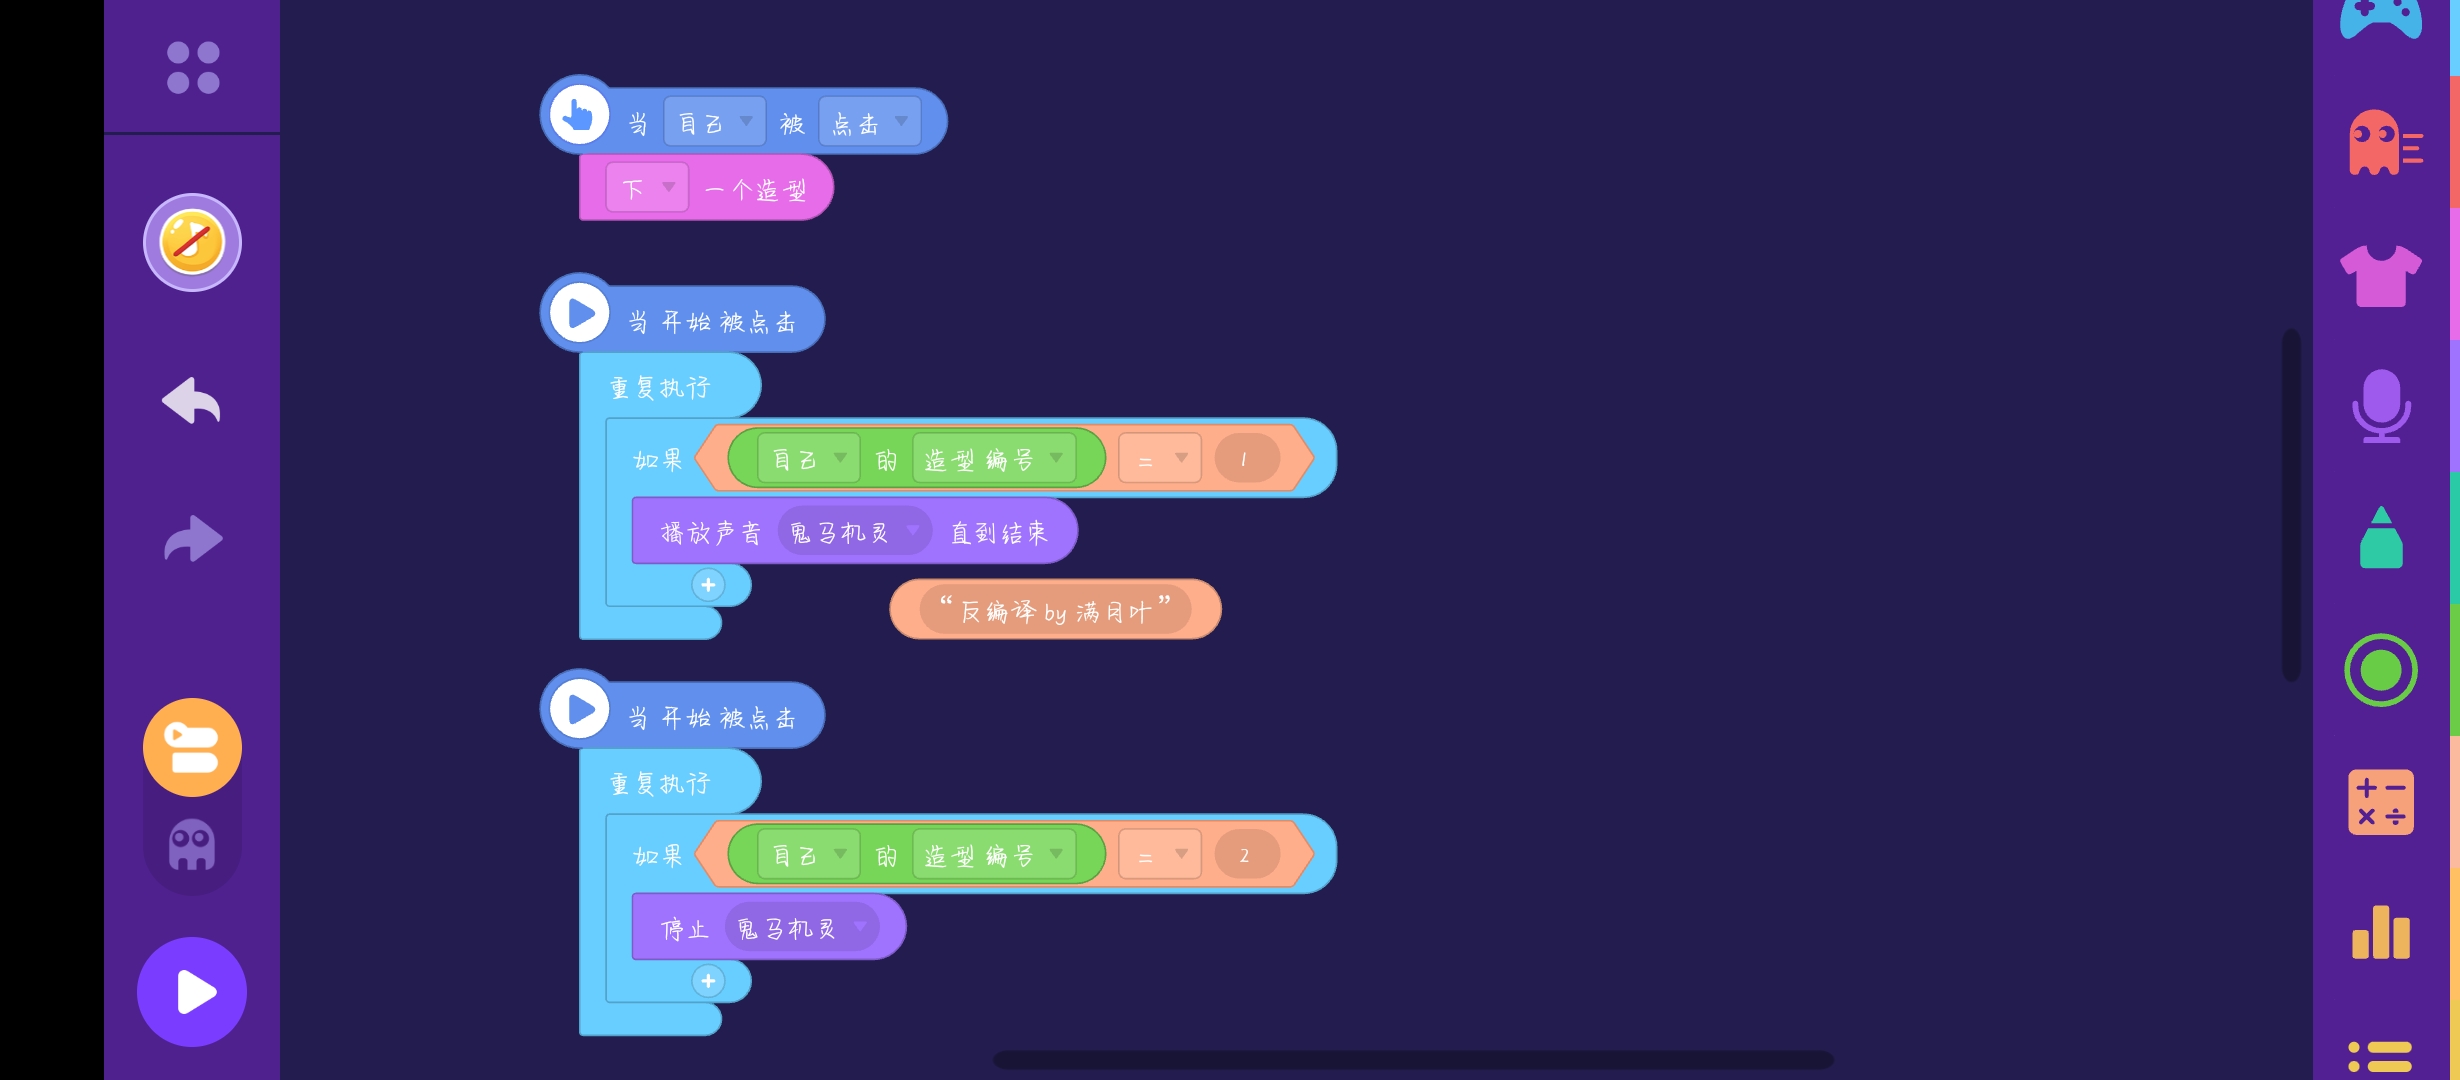 当 自己 被 点击
下 一个造型
当 开始 被点击
重复执行
如果 自己 的 造型编号 = 1
播放声音 鬼马机灵 直到结束
“反编译 by 满月叶”
当 开始 被点击
重复执行
如果 自己 的 造型编号 = 2
停止 鬼马机灵